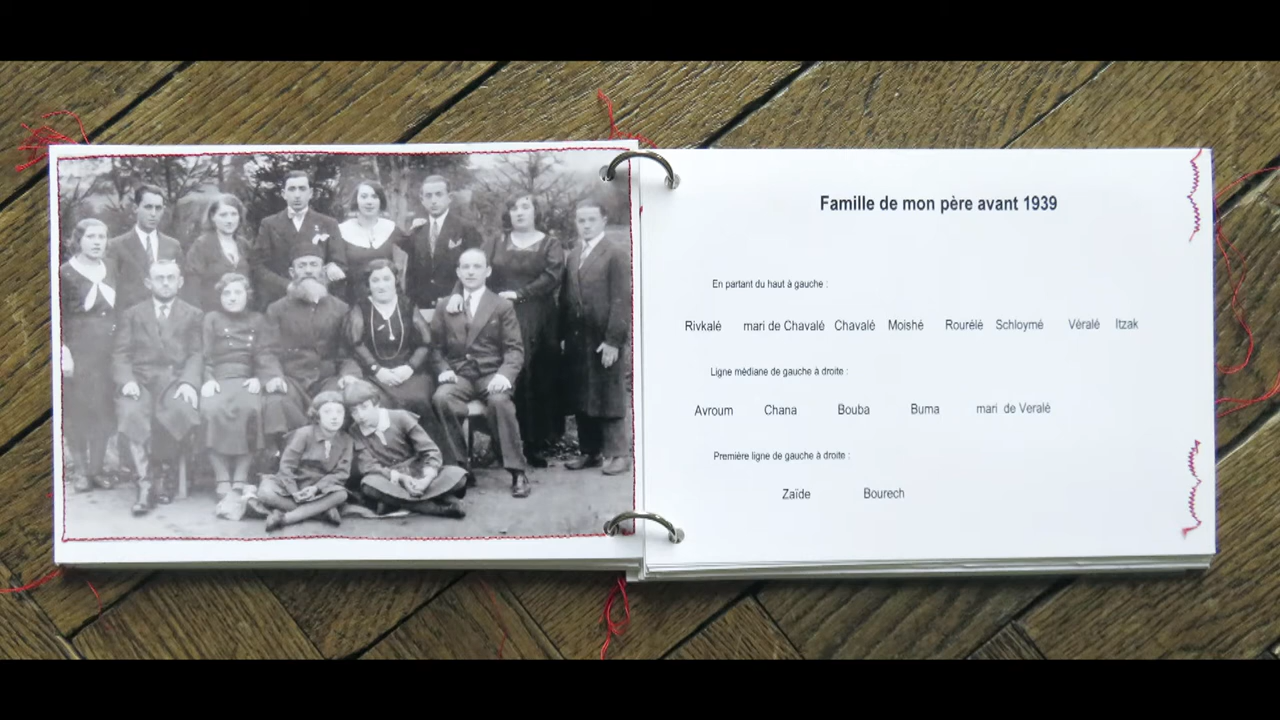 Famille de mon père avant 1939
En partant du haut à gauche :
Rivkalé mari de Chavalé Chavalé Moishé Rourélé Schloymé Véralé Itzak
Ligne médiane de gauche à droite :
Avroum Chana Bouba Buma mari de Veralé
Première ligne de gauche à droite :
Zaïde Bourech